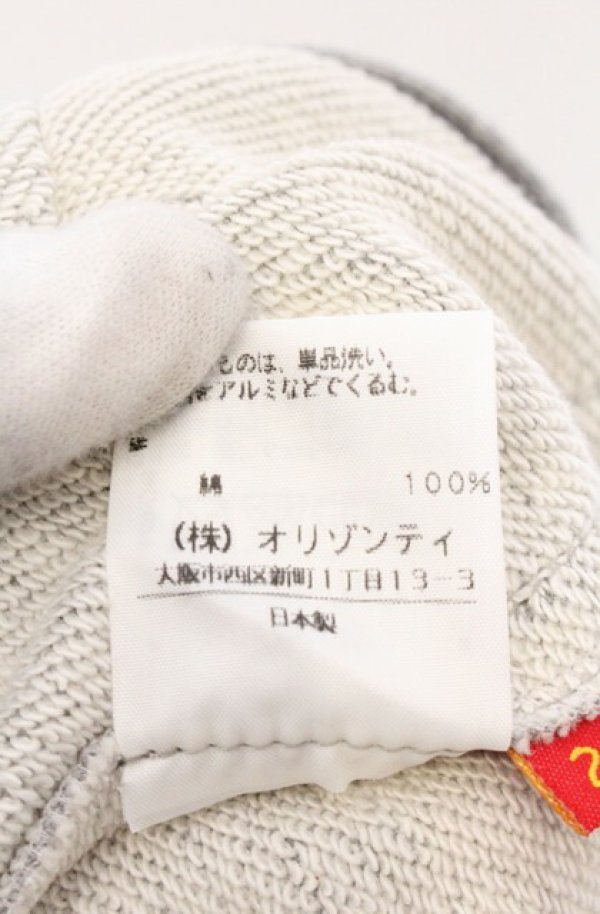 ものは、単品洗い。
アルミなどでくるむ。
綿 100%
（株）オリゾンティ
大阪市西区新町1丁目13-3
日本製